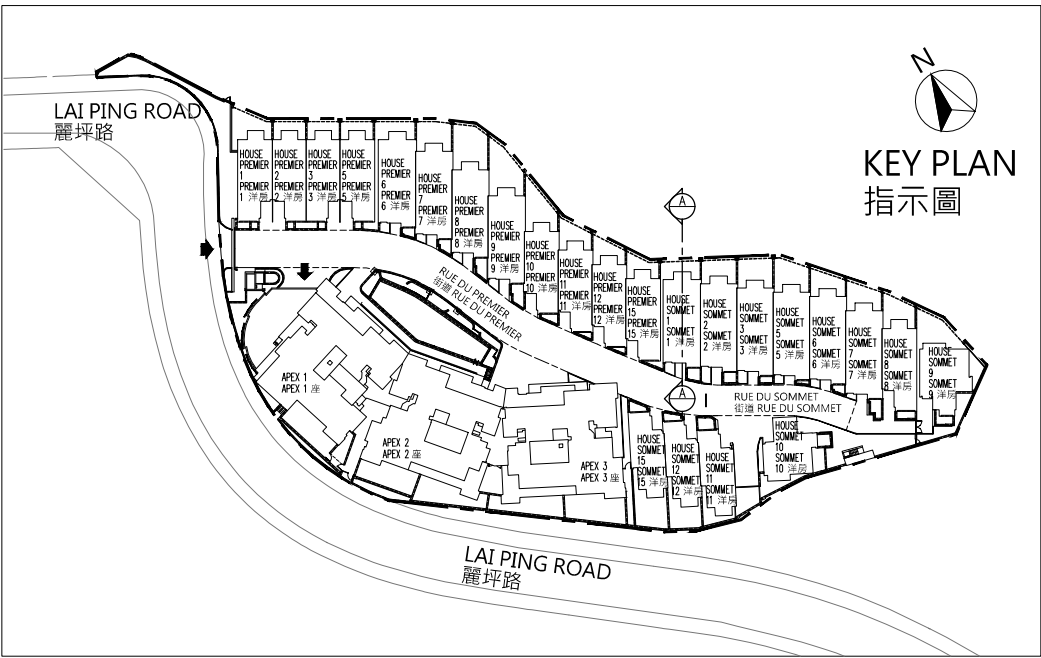 LAI PING ROAD
麗坪路
N
KEY PLAN
指示圖
HOUSE
PREMIER
1
PREMIER
1 洋房
HOUSE
PREMIER
2
PREMIER
2 洋房
HOUSE
PREMIER
3
PREMIER
3 洋房
HOUSE
PREMIER
5
PREMIER
5 洋房
HOUSE
PREMIER
6
PREMIER
6 洋房
HOUSE
PREMIER
7
PREMIER
7 洋房
HOUSE
PREMIER
8
PREMIER
8 洋房
HOUSE
PREMIER
9
PREMIER
9 洋房
HOUSE
PREMIER
10
PREMIER
10 洋房
HOUSE
PREMIER
11
PREMIER
11 洋房
HOUSE
PREMIER
12
PREMIER
12 洋房
HOUSE
PREMIER
15
PREMIER
15 洋房
A
HOUSE
SOMMET
1
SOMMET
1 洋房
HOUSE
SOMMET
2
SOMMET
2 洋房
HOUSE
SOMMET
3
SOMMET
3 洋房
HOUSE
SOMMET
5
SOMMET
5 洋房
HOUSE
SOMMET
6
SOMMET
6 洋房
HOUSE
SOMMET
7
SOMMET
7 洋房
HOUSE
SOMMET
8
SOMMET
8 洋房
HOUSE
SOMMET
9
SOMMET
9 洋房
RUE DU PREMIER
街道 RUE DU PREMIER
A
RUE DU SOMMET
街道 RUE DU SOMMET
APEX 1
APEX 1 座
APEX 2
APEX 2 座
APEX 3
APEX 3 座
HOUSE
SOMMET
15
SOMMET
15 洋房
HOUSE
SOMMET
12
SOMMET
12 洋房
HOUSE
SOMMET
11
SOMMET
11 洋房
HOUSE
SOMMET
10
SOMMET
10 洋房
LAI PING ROAD
麗坪路